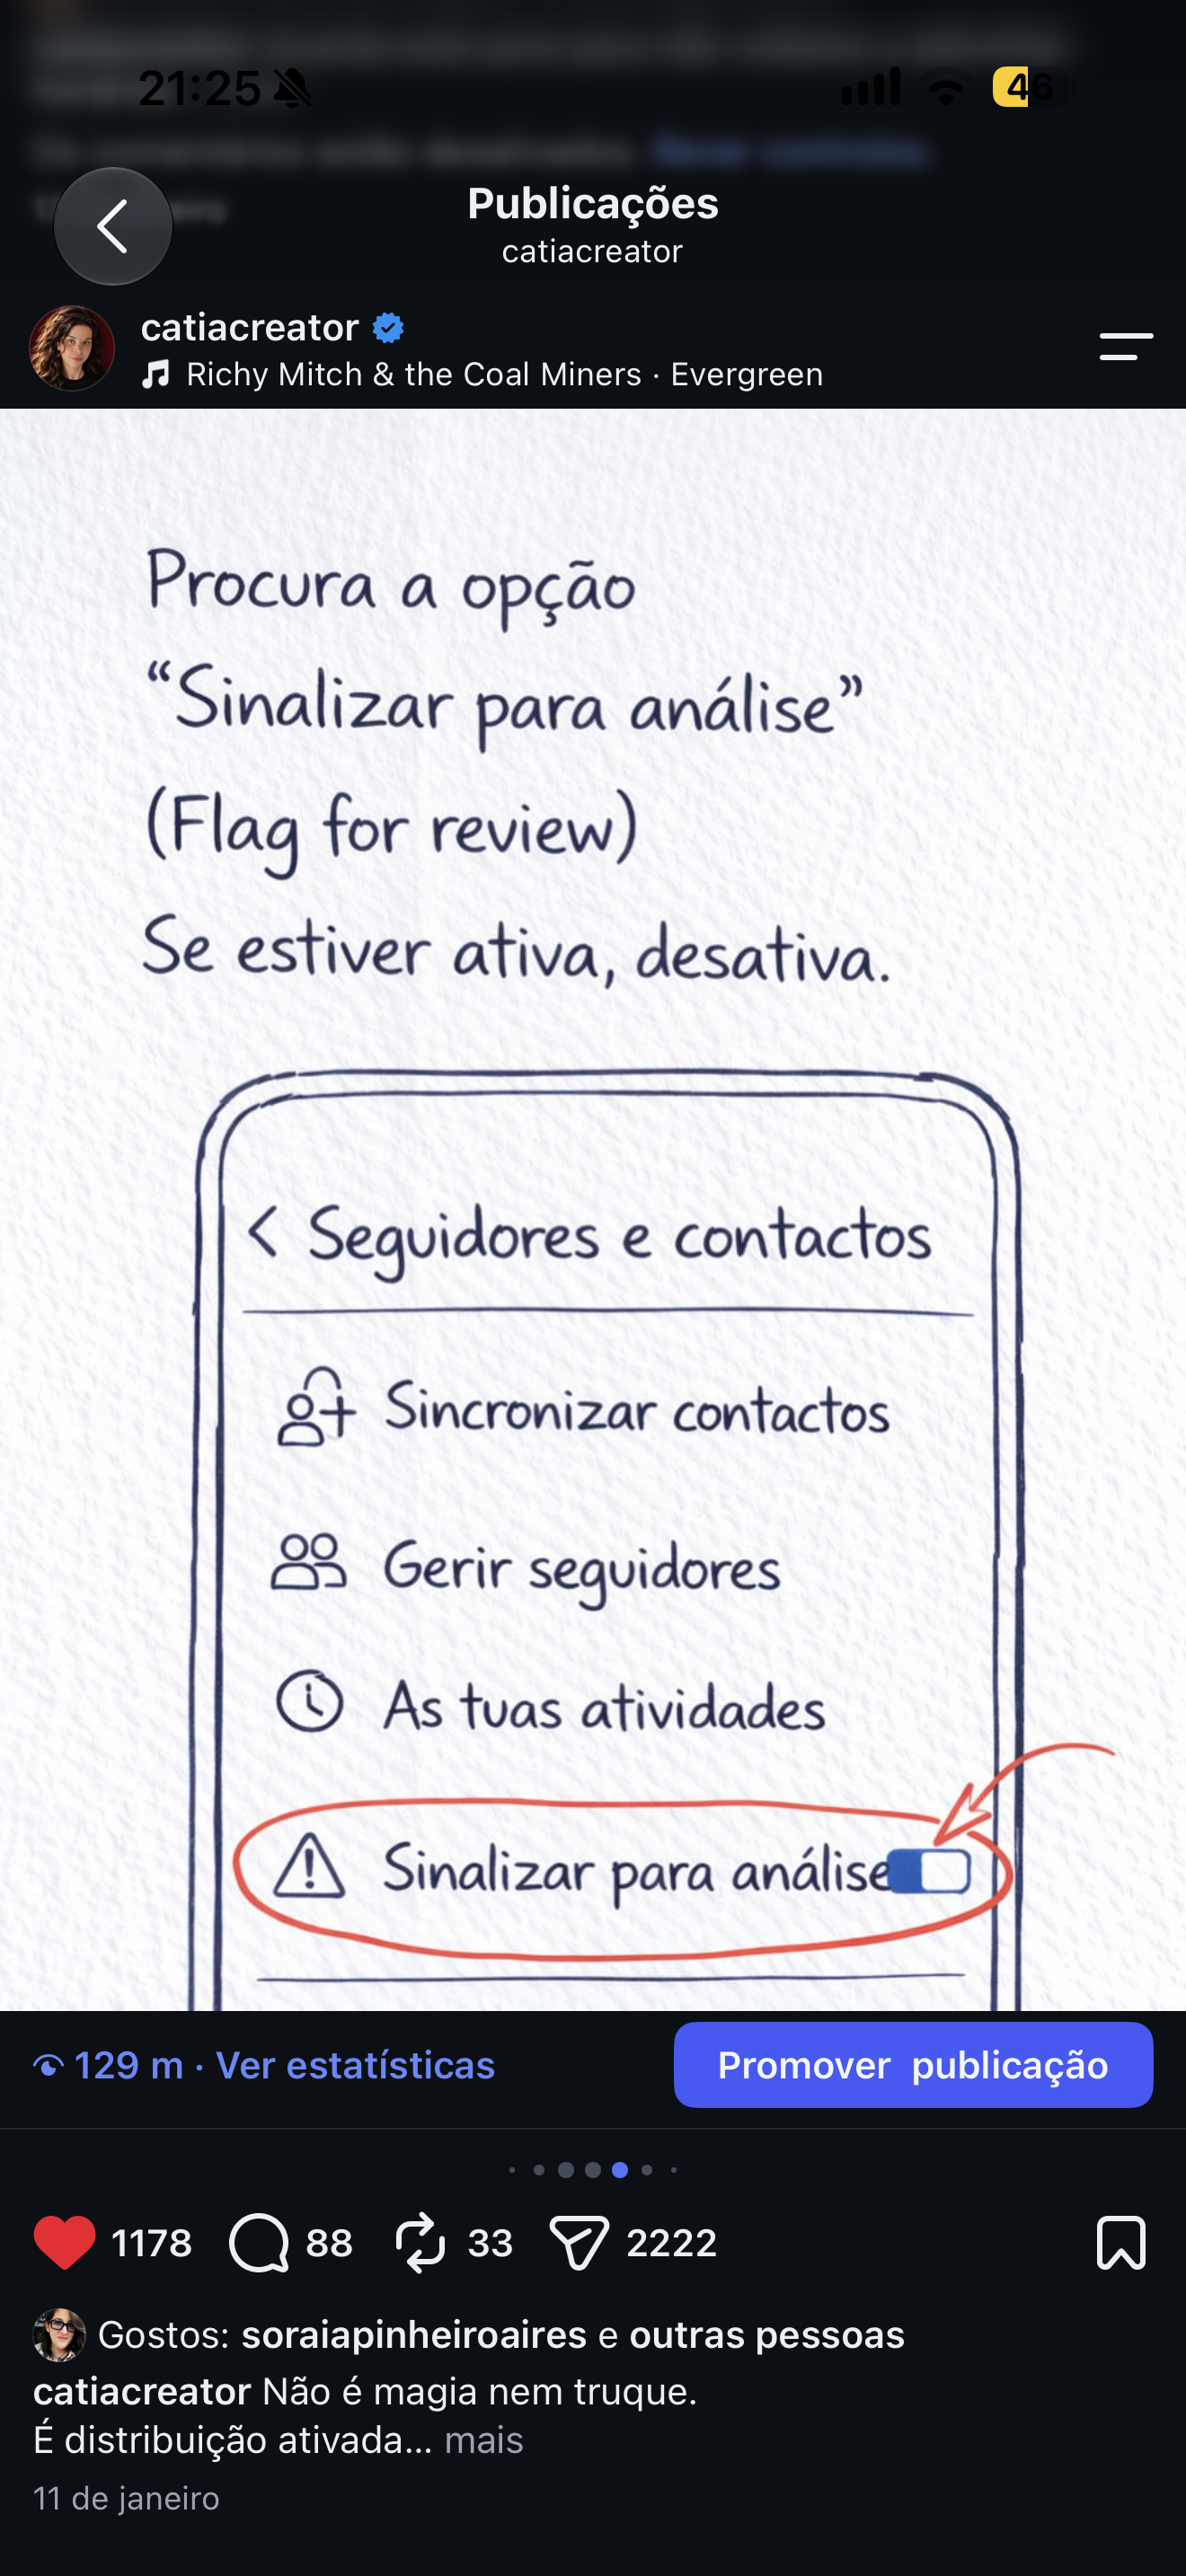 21:25
46
Publicações
catiacreator
catiacreator
Richy Mitch & the Coal Miners · Evergreen
Procura a opção
“Sinalizar para análise”
(Flag for review)
Se estiver ativa, desativa.
< Seguidores e contactos
Sincronizar contactos
Gerir seguidores
As tuas atividades
Sinalizar para análise
129 m · Ver estatísticas
Promover publicação
1178
88
33
2222
Gostos: soraiapinheiroaires e outras pessoas
catiacreator Não é magia nem truque.
É distribuição ativada... mais
11 de janeiro